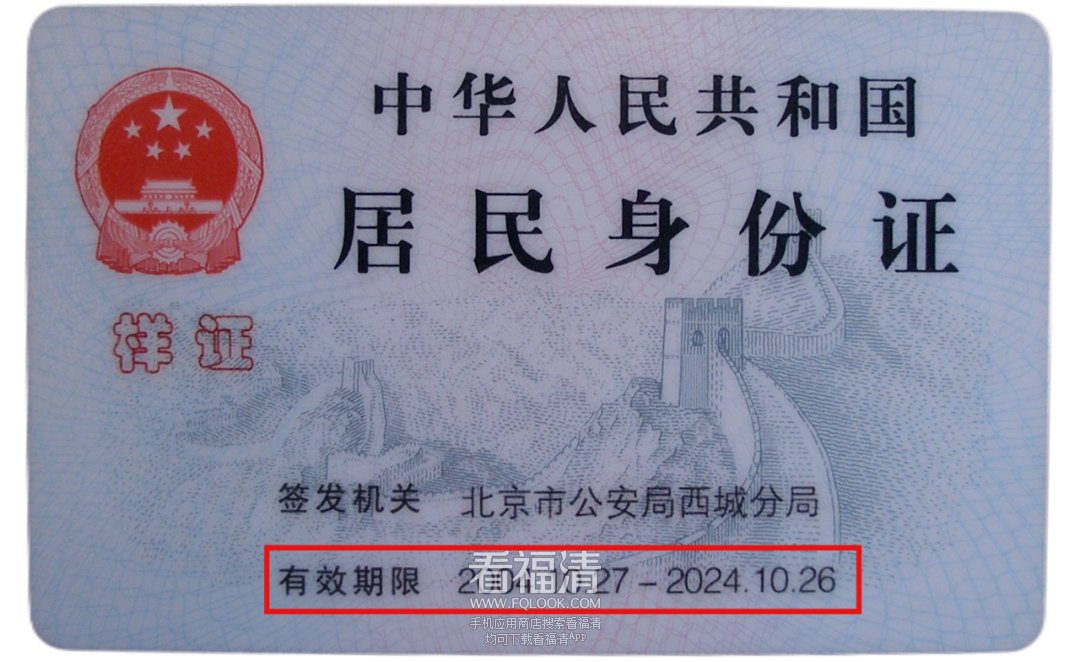 中华人民共和国
居民身份证
样证
签发机关 北京市公安局西城分局
有效期限 2004.10.27-2024.10.26
看福清
WWW.FQLOOK.COM
手机应用商店搜索看福清
均可下载看福清APP